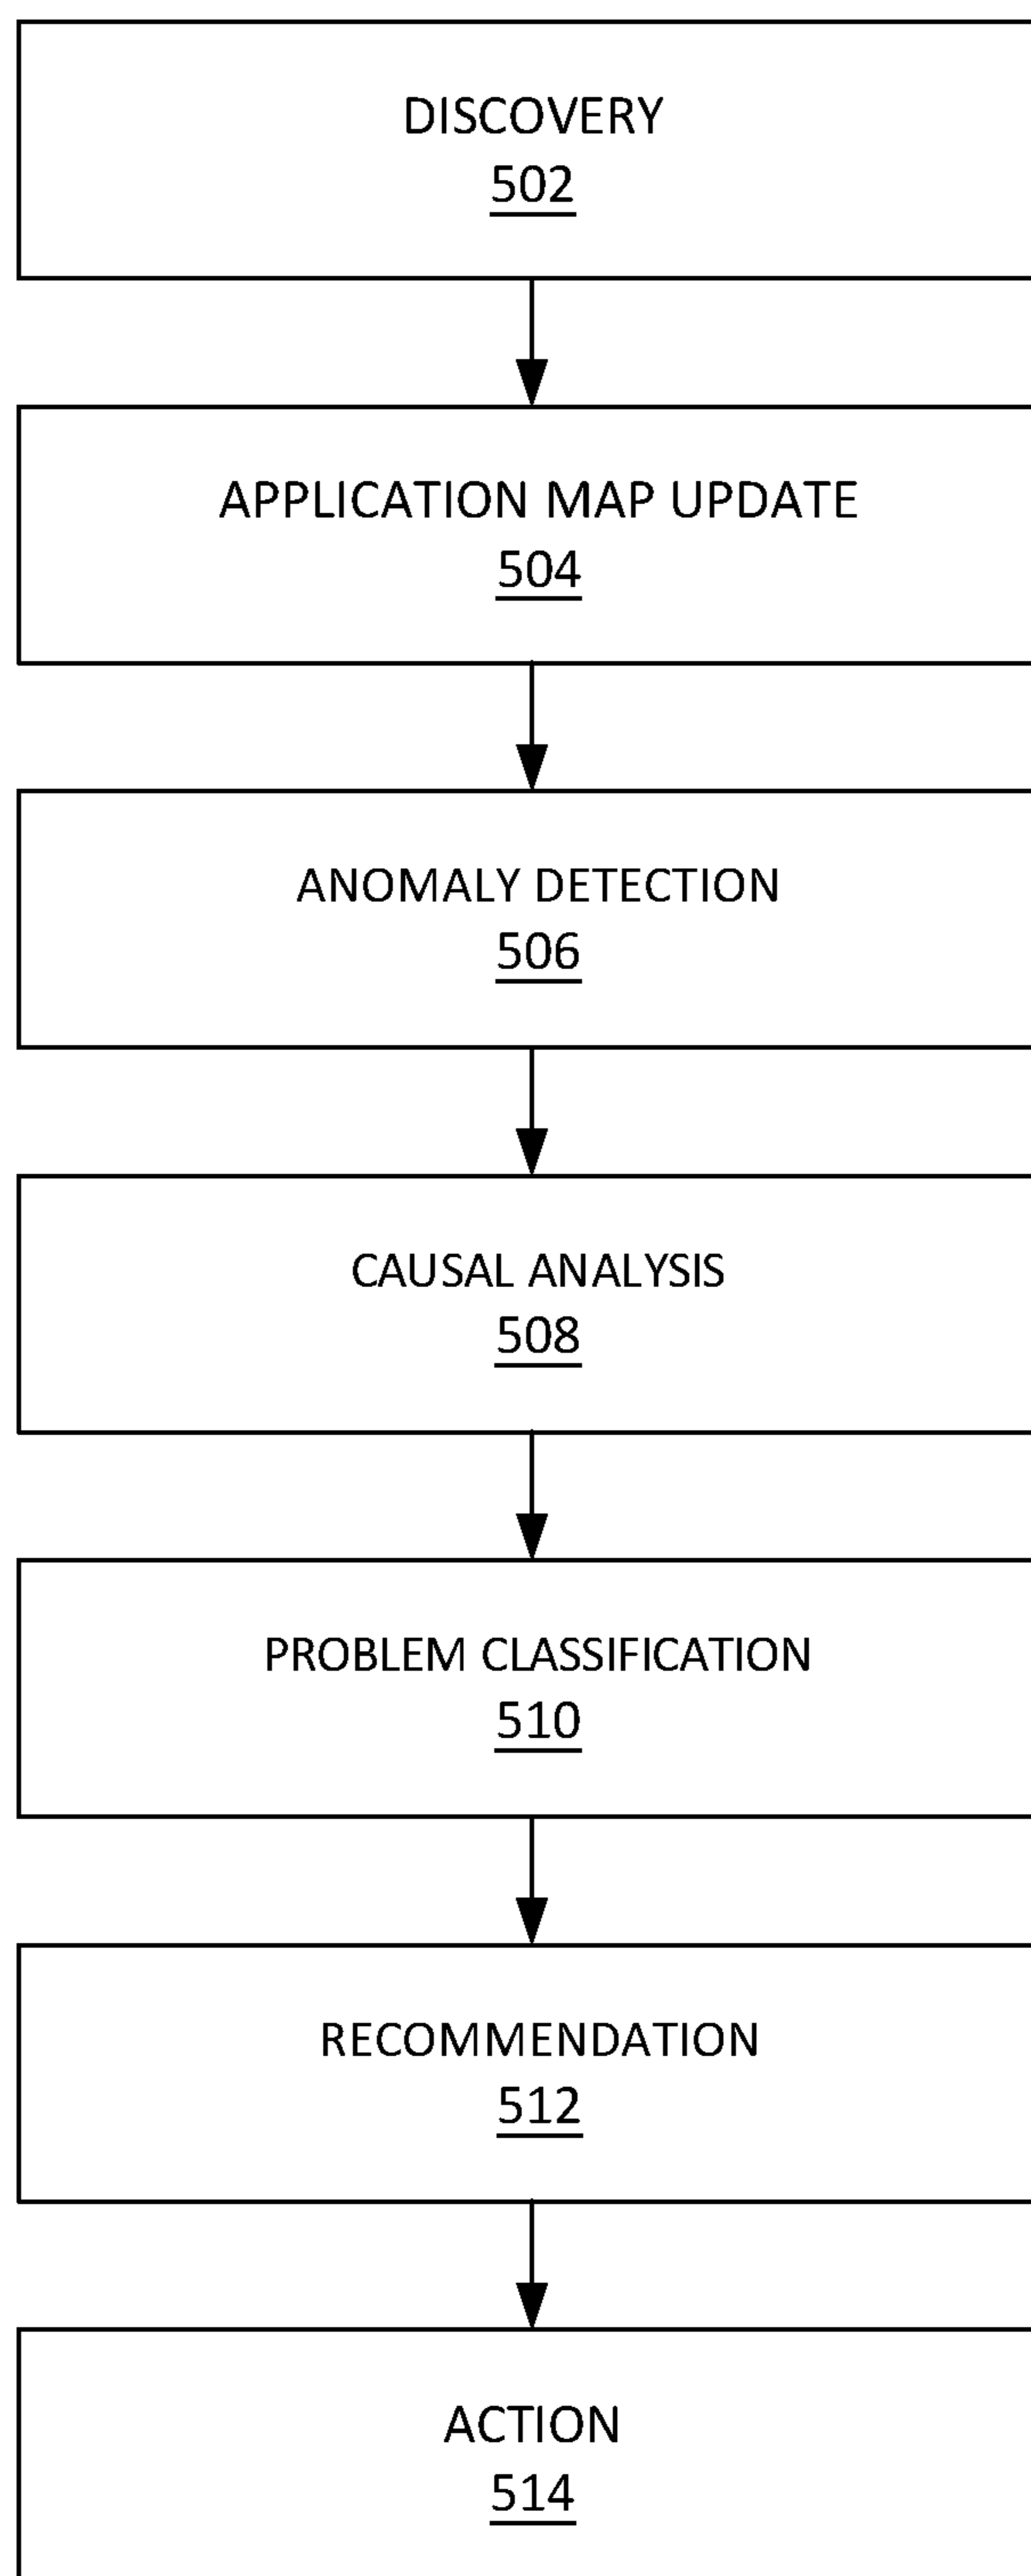 DISCOVERY
502
APPLICATION MAP UPDATE
504
ANOMALY DETECTION
506
CAUSAL ANALYSIS
508
PROBLEM CLASSIFICATION
510
RECOMMENDATION
512
ACTION
514